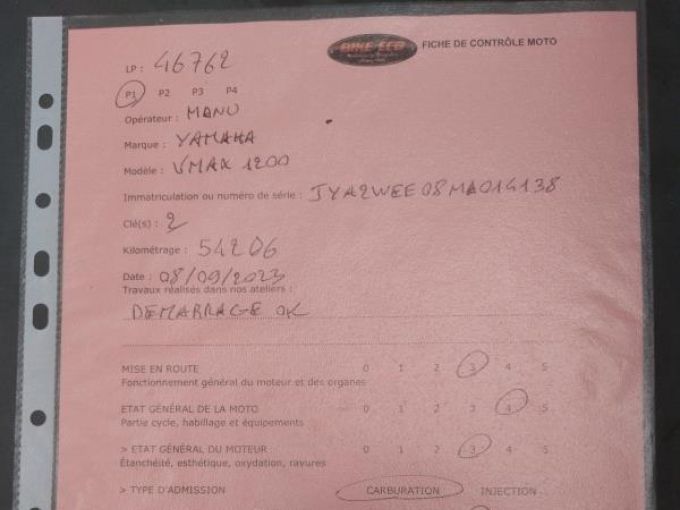 BIKE-ECO
FICHE DE CONTRÔLE MOTO
LP : 46762
P1 P2 P3 P4
Opérateur : MANU
Marque : YAMAHA
Modèle : VMAX 1200
Immatriculation ou numéro de série : JYA2WEE08MA014138
Clé(s) : 2
Kilométrage : 54206
Date : 08/09/2023
Travaux réalisés dans nos ateliers :
DEMARRAGE OK
MISE EN ROUTE 0 1 2 3 4 5
Fonctionnement général du moteur et des organes
ETAT GÉNÉRAL DE LA MOTO 0 1 2 3 4 5
Partie cycle, habillage et équipements
> ETAT GÉNÉRAL DU MOTEUR 0 1 2 3 4 5
Étanchéité, esthétique, oxydation, rayures
> TYPE D'ADMISSION CARBURATION INJECTION